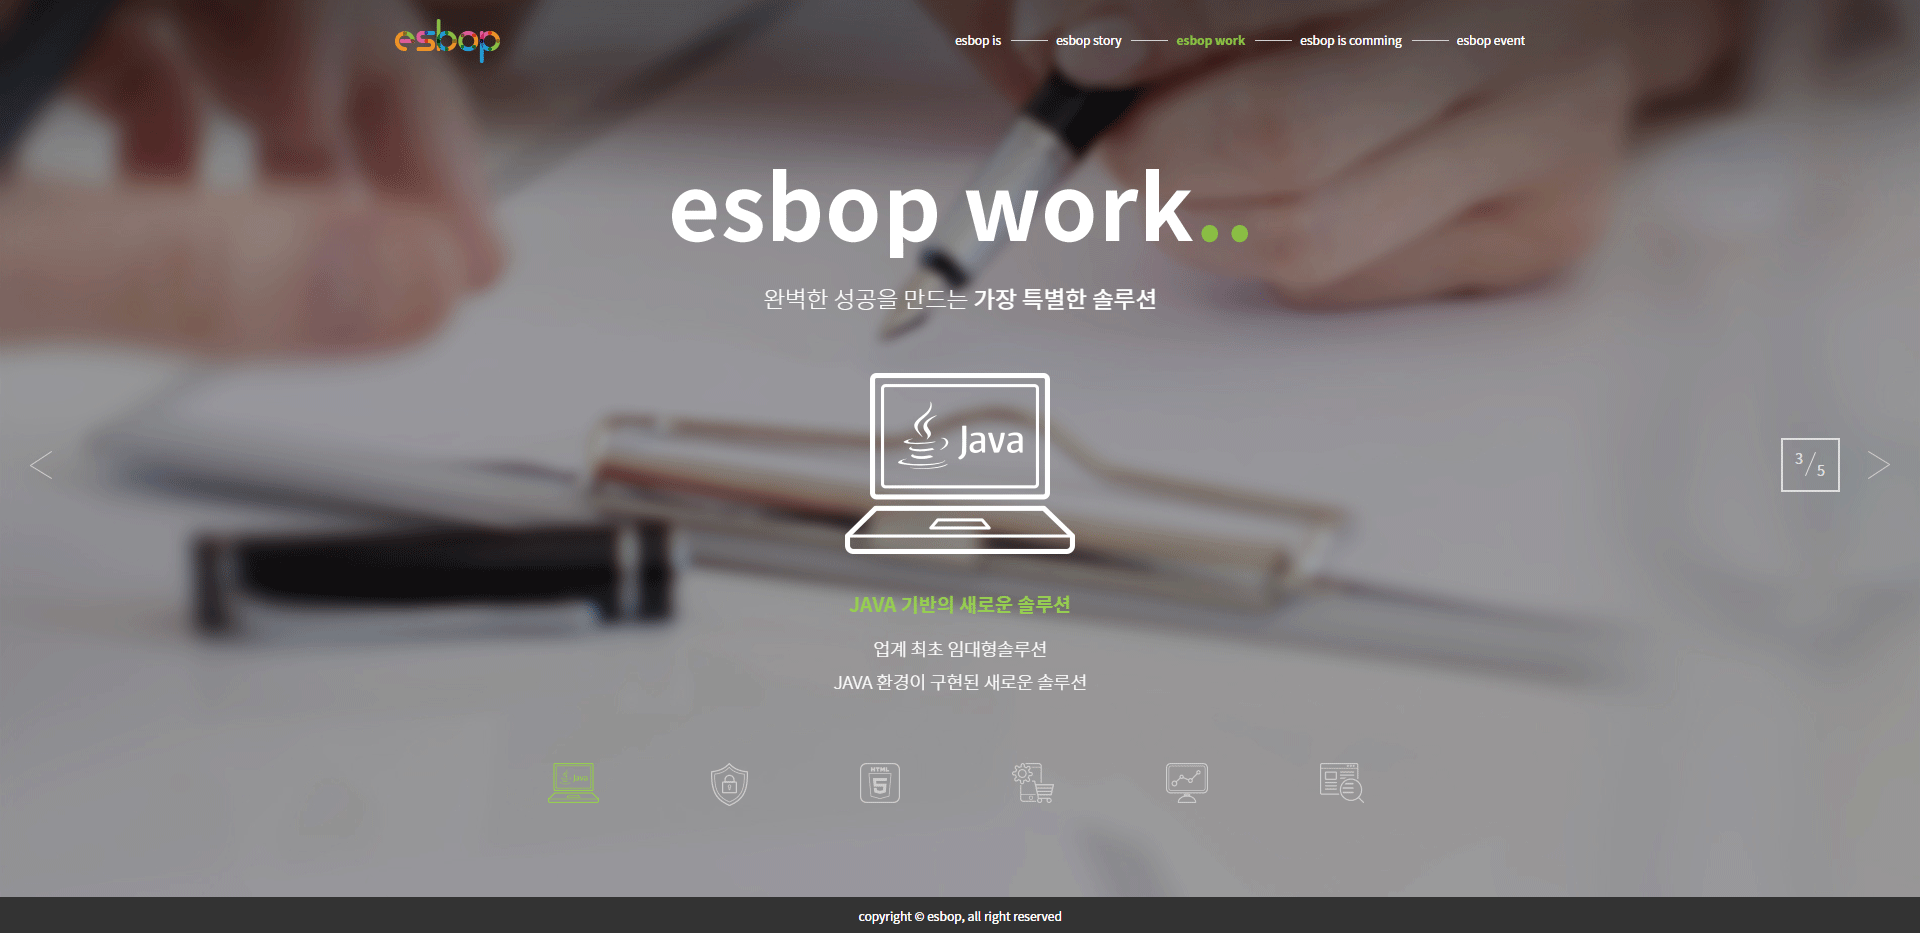 esbop
esbop is
esbop story
esbop work
esbop is comming
esbop event
esbop work..
완벽한 성공을 만드는 가장 특별한 솔루션
Java
3/5
JAVA 기반의 새로운 솔루션
업계 최초 임대형솔루션
JAVA 환경이 구현된 새로운 솔루션
Java
HTML
5
copyright © esbop, all right reserved